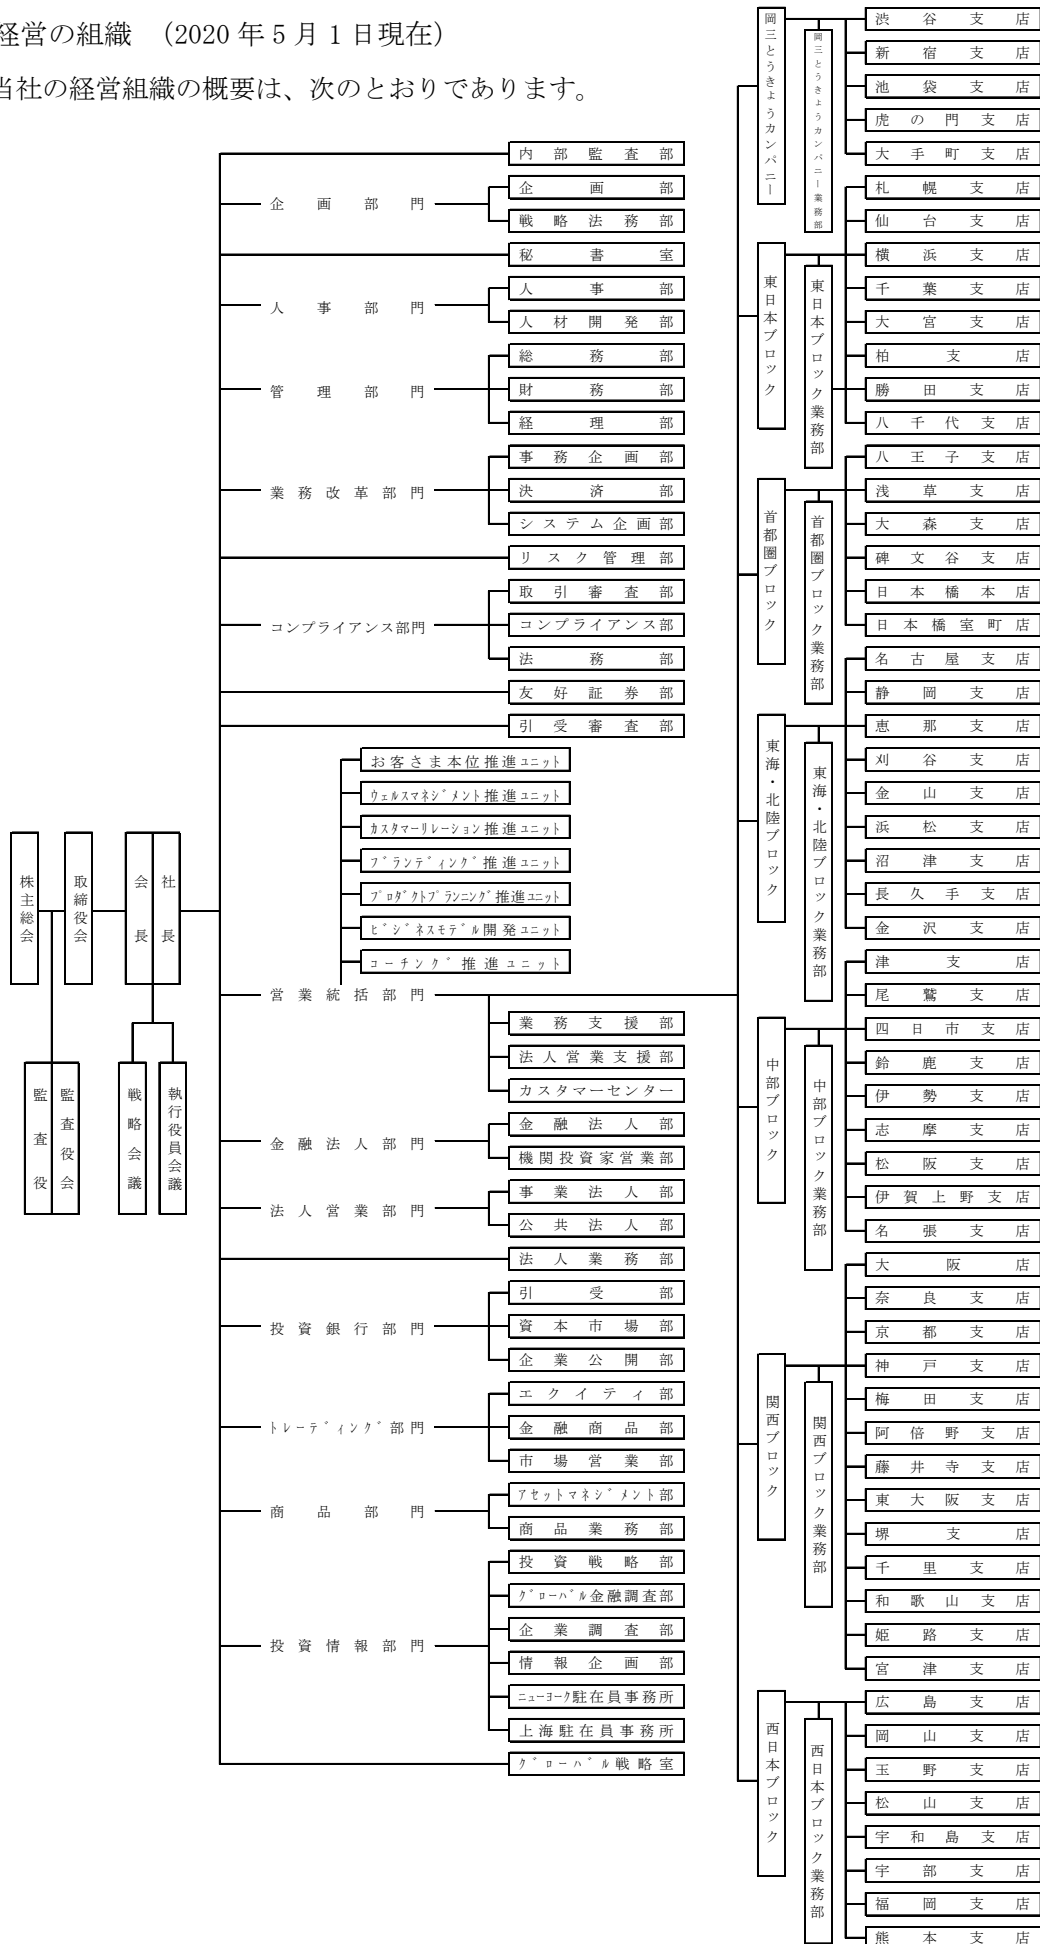 経営の組織 （2020年5月1日現在）
当社の経営組織の概要は、次のとおりであります。
株主総会
取締役会
会長
社長
監査役
監査役会
戦略会議
執行役員会議
内部監査部
企画部門
企画部
戦略法務部
秘書室
人事部門
人事部
人材開発部
管理部門
総務部
財務部
経理部
業務改革部門
事務企画部
決済部
システム企画部
リスク管理部
コンプライアンス部門
取引審査部
コンプライアンス部
法務部
友好証券部
引受審査部
お客さま本位推進ユニット
ウェルスマネジメント推進ユニット
カスタマーリレーション推進ユニット
ブランディング推進ユニット
プロダクトプランニング推進ユニット
ビジネスモデル開発ユニット
コーチング推進ユニット
営業統括部門
業務支援部
法人営業支援部
カスタマーセンター
金融法人部門
金融法人部
機関投資家営業部
法人営業部門
事業法人部
公共法人部
法人業務部
投資銀行部門
引受部
資本市場部
企業公開部
トレーディング部門
エクイティ部
金融商品部
市場営業部
商品部門
アセットマネジメント部
商品業務部
投資情報部門
投資戦略部
グローバル金融調査部
企業調査部
情報企画部
ニューヨーク駐在員事務所
上海駐在員事務所
グローバル戦略室
岡三とうきょうカンパニー
岡三とうきょうカンパニー業務部
渋谷支店
新宿支店
池袋支店
虎の門支店
大手町支店
東日本ブロック
東日本ブロック業務部
札幌支店
仙台支店
横浜支店
千葉支店
大宮支店
柏支店
勝田支店
八千代支店
首都圏ブロック
首都圏ブロック業務部
八王子支店
浅草支店
大森支店
碑文谷支店
日本橋本店
日本橋室町店
東海・北陸ブロック
東海・北陸ブロック業務部
名古屋支店
静岡支店
恵那支店
刈谷支店
金山支店
浜松支店
沼津支店
長久手支店
金沢支店
中部ブロック
中部ブロック業務部
津支店
尾鷲支店
四日市支店
鈴鹿支店
伊勢支店
志摩支店
松阪支店
伊賀上野支店
名張支店
関西ブロック
関西ブロック業務部
大阪店
奈良支店
京都支店
神戸支店
梅田支店
阿倍野支店
藤井寺支店
東大阪支店
堺支店
千里支店
和歌山支店
姫路支店
宮津支店
西日本ブロック
西日本ブロック業務部
広島支店
岡山支店
玉野支店
松山支店
宇和島支店
宇部支店
福岡支店
熊本支店